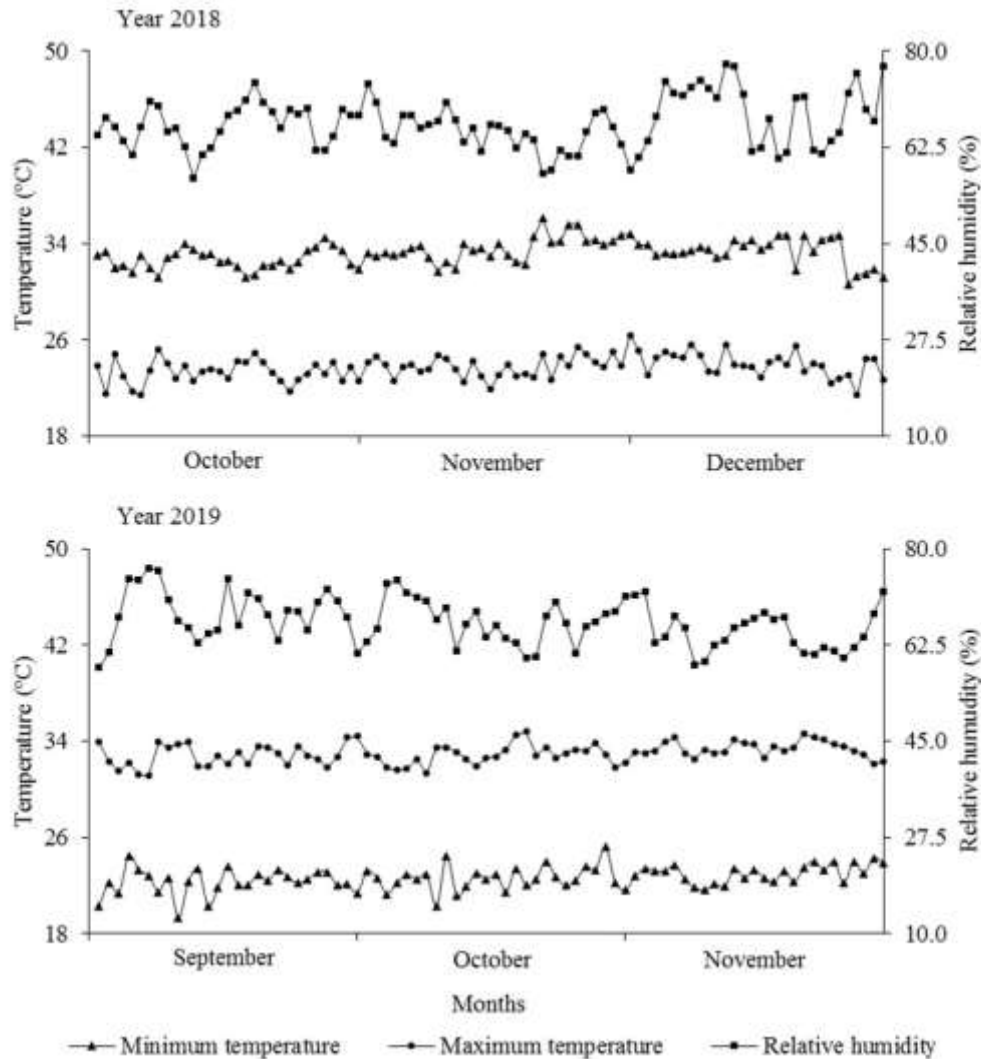 Year 2018
50
42
34
26
18
Temperature (°C)
80.0
62.5
45.0
27.5
10.0
Relative humidity (%)
October
November
December
Year 2019
50
42
34
26
18
Temperature (°C)
80.0
62.5
45.0
27.5
10.0
Relative humudity (%)
September
October
November
Months
Minimum temperature
Maximum temperature
Relative humidity